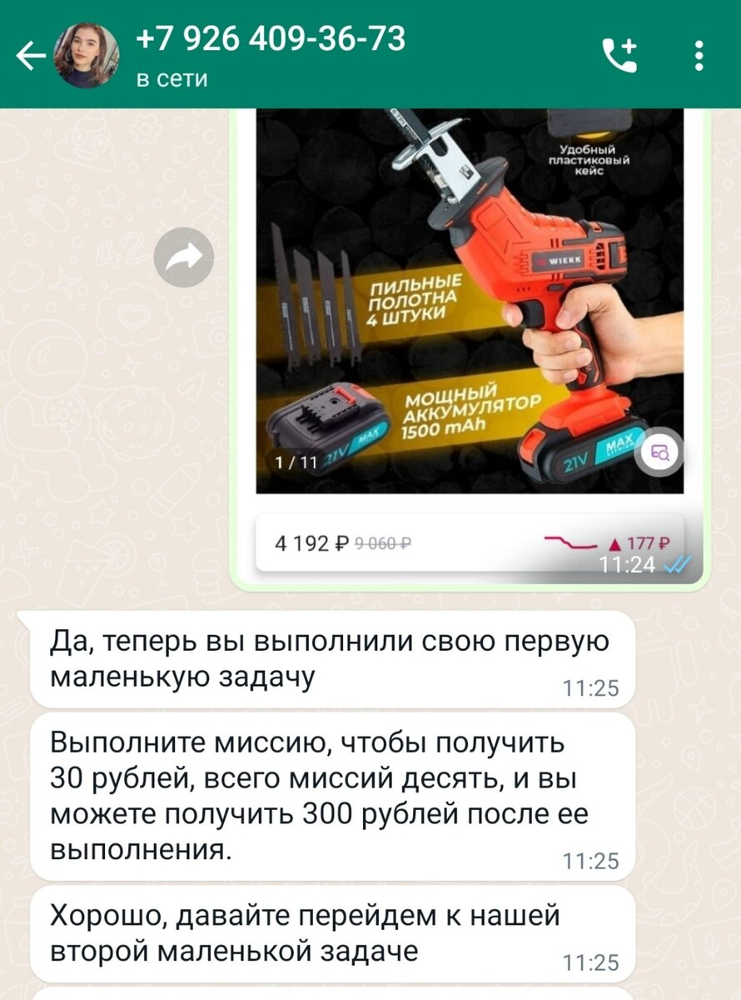 +7 926 409-36-73
в сети
Удобный
пластиковый
кейс
WIEKK
ПИЛЬНЫЕ
ПОЛОТНА
4 ШТУКИ
МОЩНЫЙ
АККУМУЛЯТОР
1500 mAh
MAX
21V
MAX
21V
1 / 11
4 192 ₽ 9 060 ₽ ▲ 177 ₽
11:24
Да, теперь вы выполнили свою первую
маленькую задачу
11:25
Выполните миссию, чтобы получить
30 рублей, всего миссий десять, и вы
можете получить 300 рублей после ее
выполнения.
11:25
Хорошо, давайте перейдем к нашей
второй маленькой задаче
11:25